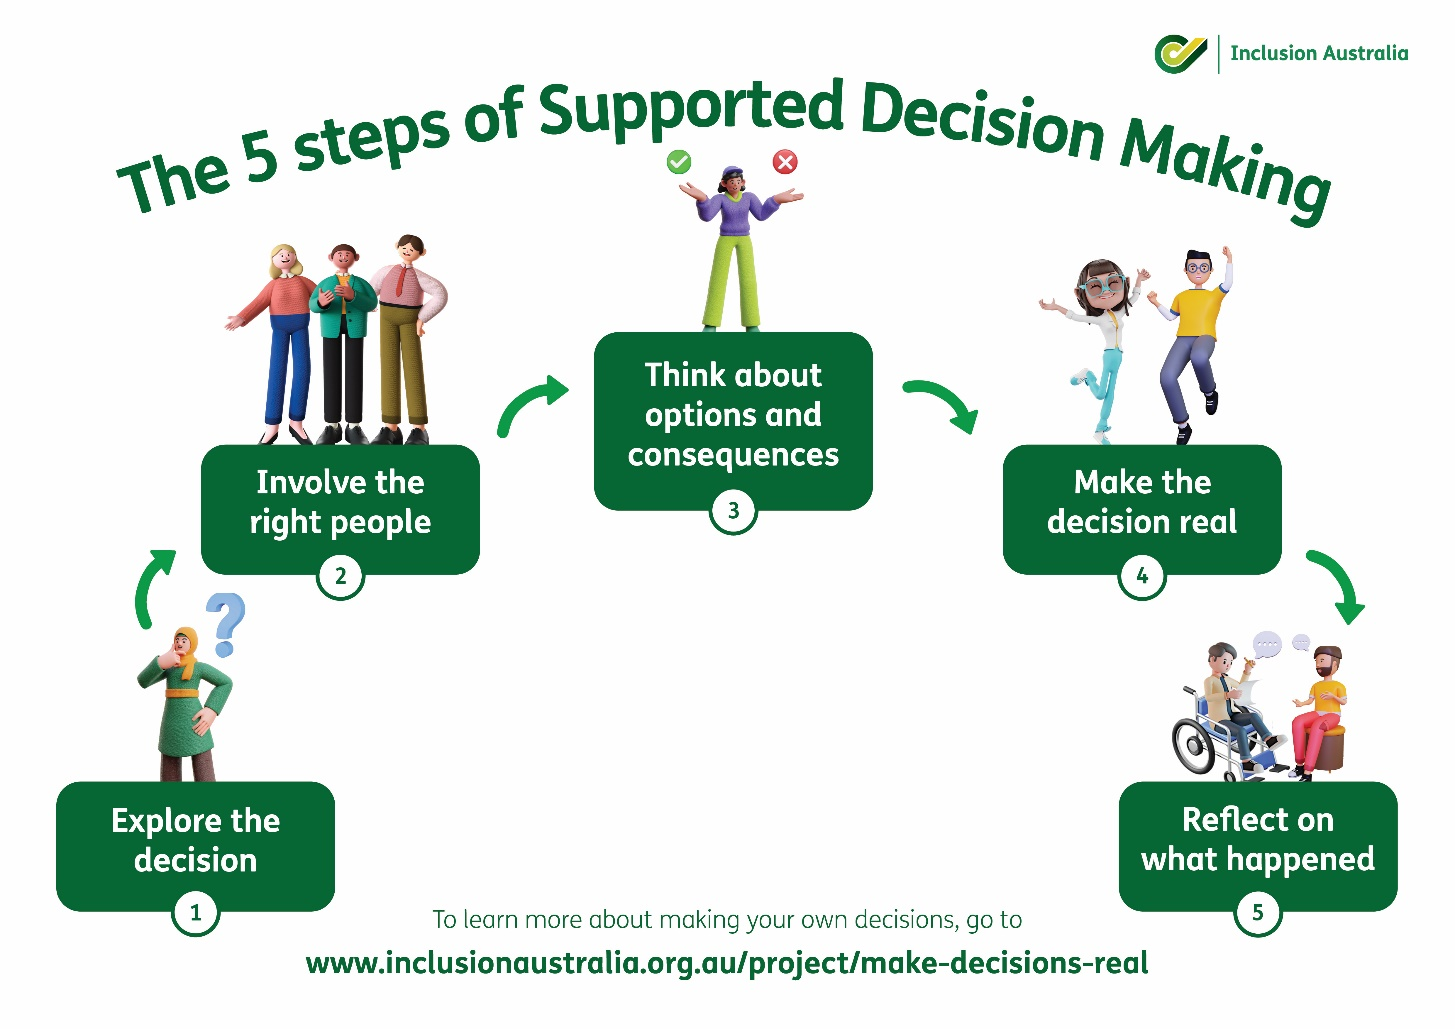 Inclusion Australia
The 5 steps of Supported Decision Making
Think about
options and
consequences
3
Involve the
right people
2
Make the
decision real
4
?
Explore the
decision
1
Reflect on
what happened
5
To learn more about making your own decisions, go to
www.inclusionaustralia.org.au/project/make-decisions-real